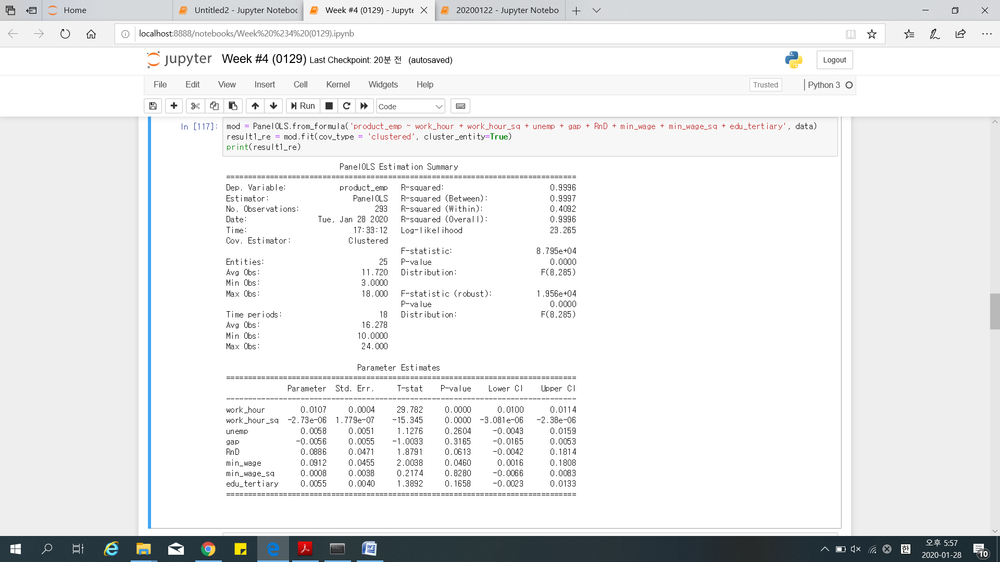 Home
Untitled2 - Jupyter Noteboo
Week #4 (0129) - Jupyte
20200122 - Jupyter Notebo
localhost:8888/notebooks/Week%20%234%20(0129).ipynb
jupyter Week #4 (0129) Last Checkpoint: 20분 전 (autosaved)
Logout
File Edit View Insert Cell Kernel Widgets Help
Trusted Python 3
Run Code
In [117]: mod = PanelOLS.from_formula('product_emp ~ work_hour + work_hour_sq + unemp + gap + RnD + min_wage + min_wage_sq + edu_tertiary', data)
result1_re = mod.fit(cov_type = 'clustered', cluster_entity=True)
print(result1_re)
PanelOLS Estimation Summary
================================================================================
Dep. Variable: product_emp R-squared: 0.9996
Estimator: PanelOLS R-squared (Between): 0.9997
No. Observations: 293 R-squared (Within): 0.4092
Date: Tue, Jan 28 2020 R-squared (Overall): 0.9996
Time: 17:33:12 Log-likelihood 23.265
Cov. Estimator: Clustered
F-statistic: 8.795e+04
Entities: 25 P-value 0.0000
Avg Obs: 11.720 Distribution: F(8,285)
Min Obs: 3.0000
Max Obs: 18.000 F-statistic (robust): 1.956e+04
P-value 0.0000
Time periods: 18 Distribution: F(8,285)
Avg Obs: 16.278
Min Obs: 10.0000
Max Obs: 24.000
Parameter Estimates
================================================================================
Parameter Std. Err. T-stat P-value Lower CI Upper CI
--------------------------------------------------------------------------------
work_hour 0.0107 0.0004 29.782 0.0000 0.0100 0.0114
work_hour_sq -2.73e-06 1.779e-07 -15.345 0.0000 -3.081e-06 -2.38e-06
unemp 0.0058 0.0051 1.1276 0.2604 -0.0043 0.0159
gap -0.0056 0.0055 -1.0033 0.3165 -0.0165 0.0053
RnD 0.0886 0.0471 1.8791 0.0613 -0.0042 0.1814
min_wage 0.0912 0.0455 2.0038 0.0460 0.0016 0.1808
min_wage_sq 0.0008 0.0038 0.2174 0.8280 -0.0066 0.0083
edu_tertiary 0.0055 0.0040 1.3892 0.1658 -0.0023 0.0133
================================================================================
한
오후 5:57
2020-01-28
10